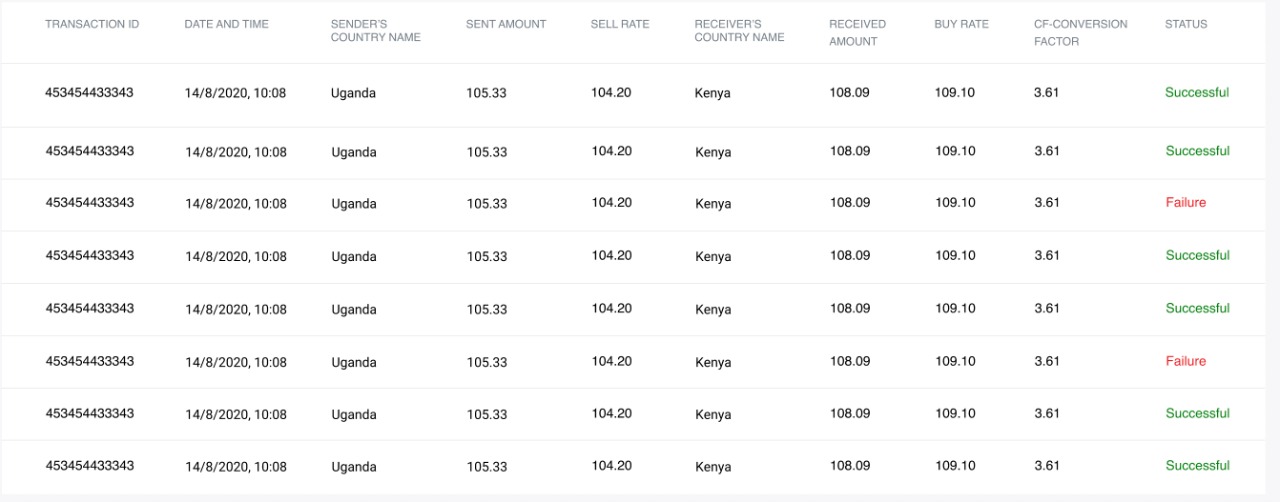 TRANSACTION ID DATE AND TIME SENDER'S COUNTRY NAME SENT AMOUNT SELL RATE RECEIVER'S COUNTRY NAME RECEIVED AMOUNT BUY RATE CF-CONVERSION FACTOR STATUS
453454433343 14/8/2020, 10:08 Uganda 105.33 104.20 Kenya 108.09 109.10 3.61 Successful
453454433343 14/8/2020, 10:08 Uganda 105.33 104.20 Kenya 108.09 109.10 3.61 Successful
453454433343 14/8/2020, 10:08 Uganda 105.33 104.20 Kenya 108.09 109.10 3.61 Failure
453454433343 14/8/2020, 10:08 Uganda 105.33 104.20 Kenya 108.09 109.10 3.61 Successful
453454433343 14/8/2020, 10:08 Uganda 105.33 104.20 Kenya 108.09 109.10 3.61 Successful
453454433343 14/8/2020, 10:08 Uganda 105.33 104.20 Kenya 108.09 109.10 3.61 Failure
453454433343 14/8/2020, 10:08 Uganda 105.33 104.20 Kenya 108.09 109.10 3.61 Successful
453454433343 14/8/2020, 10:08 Uganda 105.33 104.20 Kenya 108.09 109.10 3.61 Successful